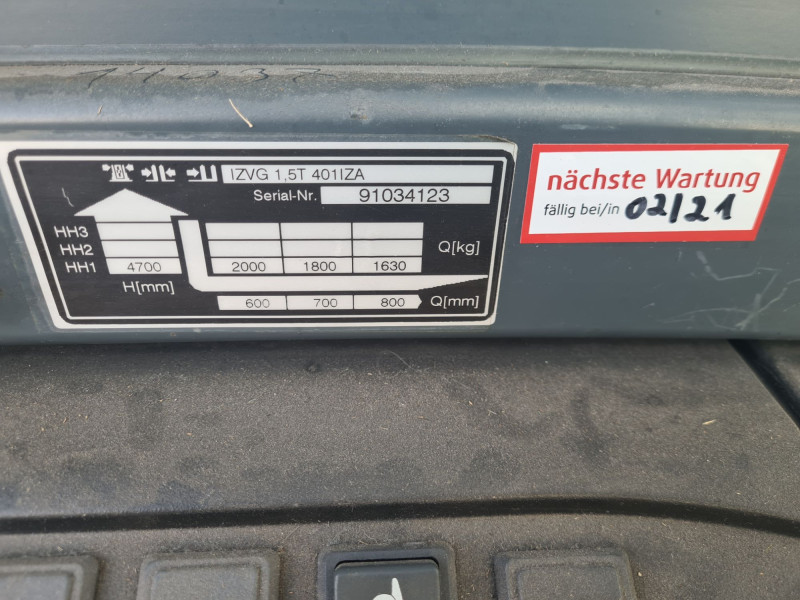 14037
IZVG 1,5T 401IZA
Serial-Nr. 91034123
HH3
HH2 Q[kg]
HH1 4700 2000 1800 1630
H[mm]
600 700 800 Q[mm]
nächste Wartung
fällig bei/in 02/21